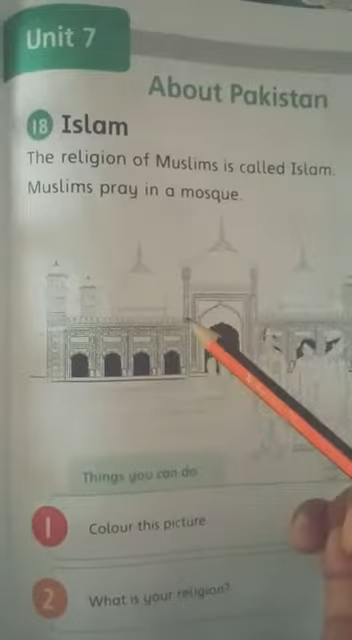 Unit 7
About Pakistan
18 Islam
The religion of Muslims is called Islam.
Muslims pray in a mosque.
Things you can do
1 Colour this picture
2 What is your religion?